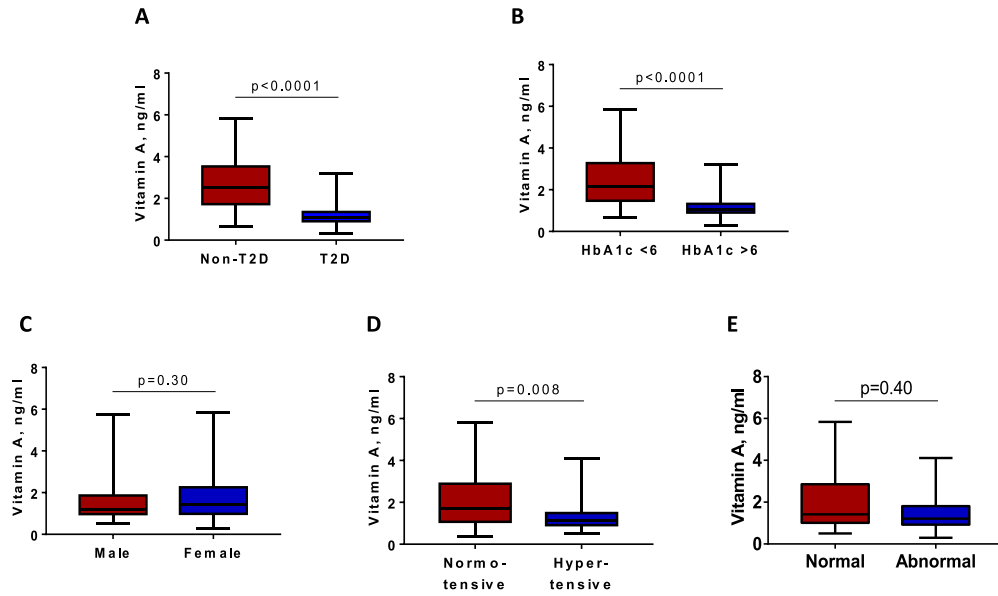 A
Vitamin A, ng/ml
8
6
4
2
0
p<0.0001
Non-T2D
T2D
B
Vitamin A, ng/ml
8
6
4
2
0
p<0.0001
HbA1c <6
HbA1c >6
C
Vitamin A, ng/ml
8
6
4
2
0
p=0.30
Male
Female
D
Vitamin A, ng/ml
8
6
4
2
0
p=0.008
Normo-
tensive
Hyper-
tensive
E
Vitamin A, ng/ml
8
6
4
2
0
p=0.40
Normal
Abnormal